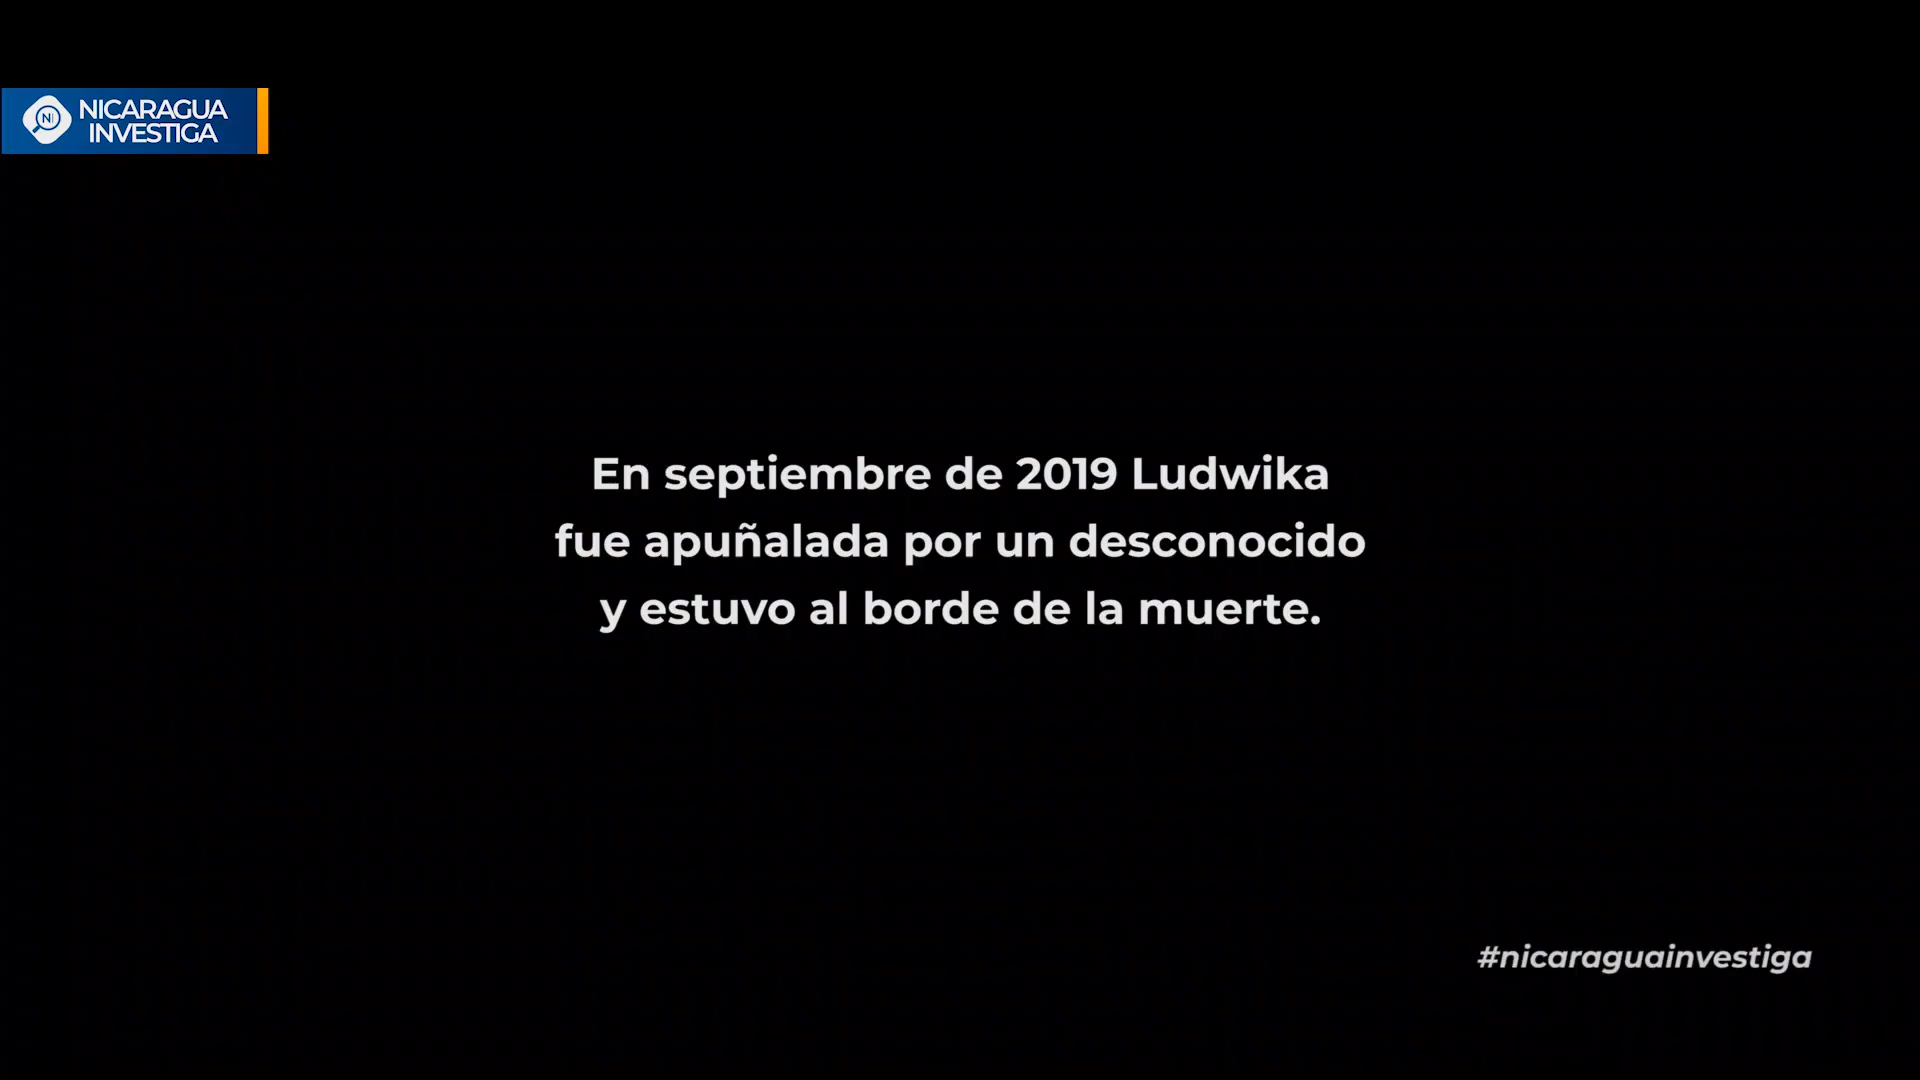 NICARAGUA
INVESTIGA
En septiembre de 2019 Ludwika
fue apuñalada por un desconocido
y estuvo al borde de la muerte.
#nicaraguainvestiga